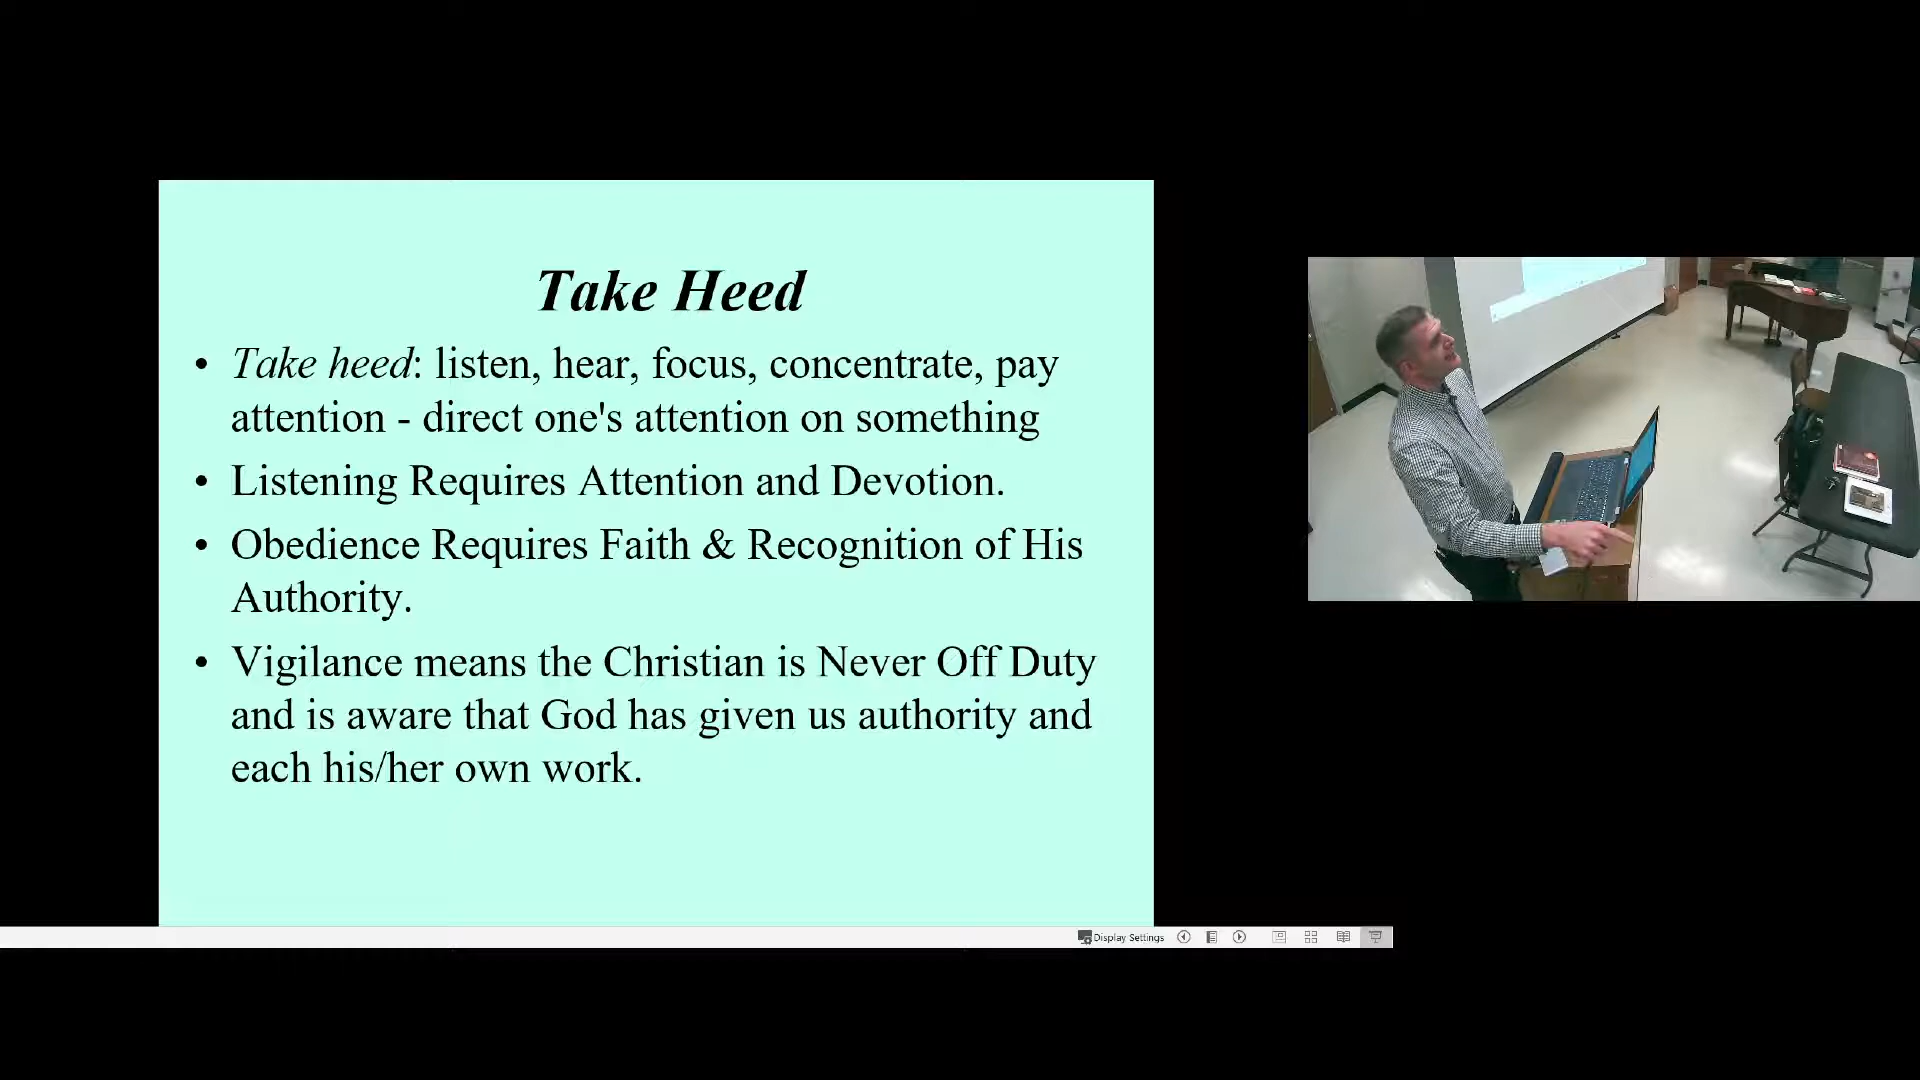 Take Heed
• Take heed: listen, hear, focus, concentrate, pay
attention - direct one's attention on something
• Listening Requires Attention and Devotion.
• Obedience Requires Faith & Recognition of His
Authority.
• Vigilance means the Christian is Never Off Duty
and is aware that God has given us authority and
each his/her own work.
Display Settings